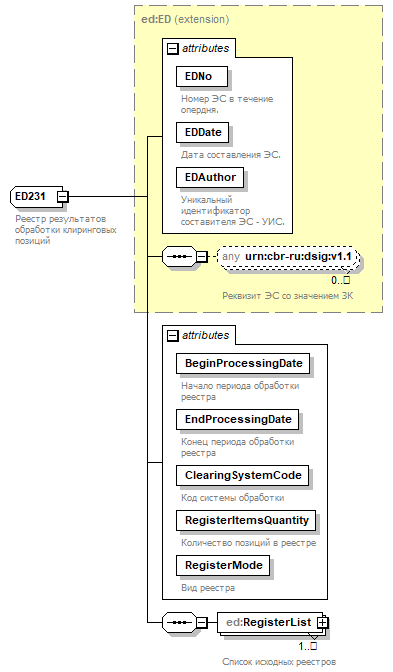 ed:ED (extension)
attributes
EDNo
Номер ЭС в течение
опердня.
EDDate
Дата составления ЭС.
EDAuthor
Уникальный
идентификатор
составителя ЭС - УИС.
ED231
Реестр результатов
обработки клиринговых
позиций
any urn:cbr-ru:dsig:v1.1
0..
Реквизит ЭС со значением ЗК
attributes
BeginProcessingDate
Начало периода обработки
реестра
EndProcessingDate
Конец периода обработки
реестра
ClearingSystemCode
Код системы обработки
RegisterItemsQuantity
Количество позиций в реестре
RegisterMode
Вид реестра
ed:RegisterList
1..
Список исходных реестров